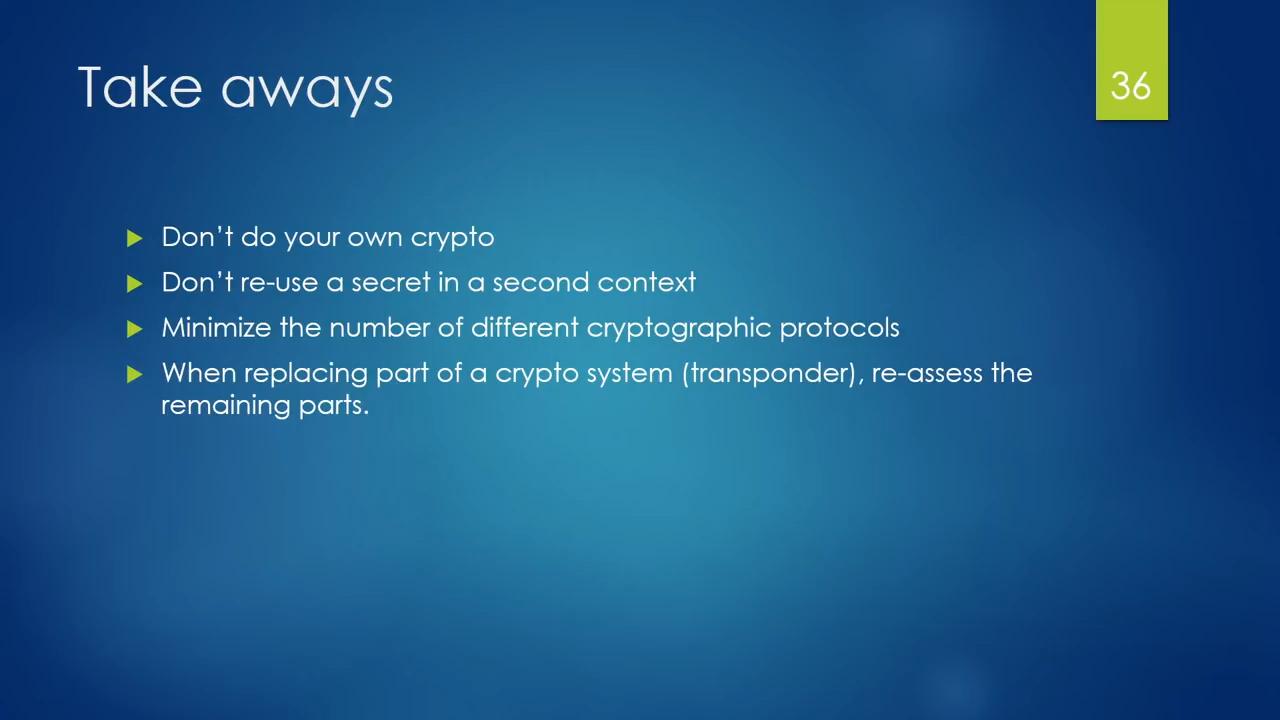 Take aways
36
Don’t do your own crypto
Don’t re-use a secret in a second context
Minimize the number of different cryptographic protocols
When replacing part of a crypto system (transponder), re-assess the
remaining parts.